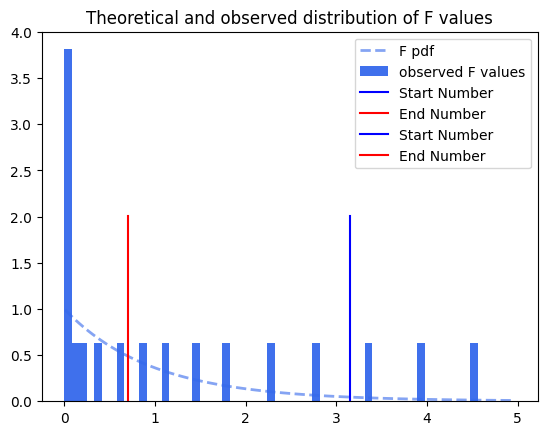 Theoretical and observed distribution of F values
4.0
3.5
3.0
2.5
2.0
1.5
1.0
0.5
0.0
F pdf
observed F values
Start Number
End Number
Start Number
End Number
0 1 2 3 4 5